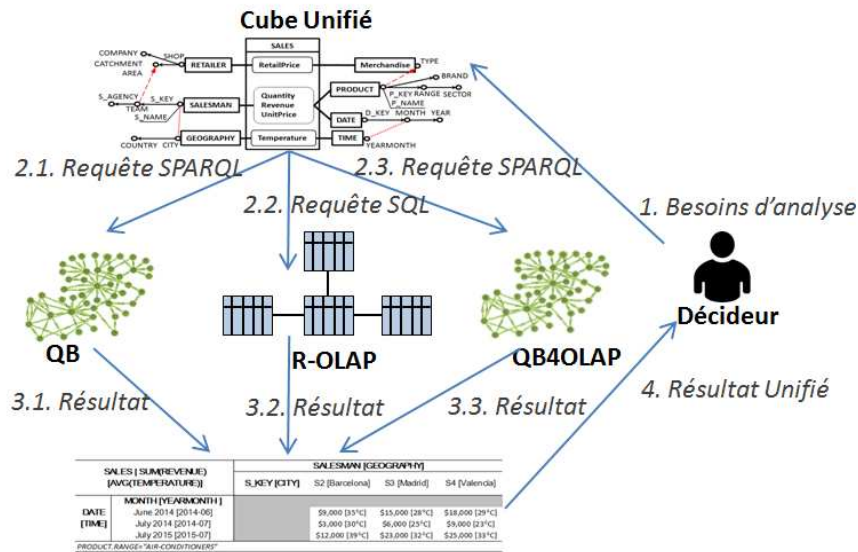 Cube Unifié
SALES
COMPANY
SHOP
CATCHMENT
AREA
RETAILER
RetailPrice
Merchandise
TYPE
BRAND
PRODUCT
P_KEY RANGE SECTOR
P_NAME
S_AGENCY
S_KEY
TEAM
S_NAME
SALESMAN
Quantity
Revenue
UnitPrice
DATE
D_KEY MONTH YEAR
COUNTRY CITY
GEOGRAPHY
Temperature
TIME
YEARMONTH
2.1. Requête SPARQL
2.3. Requête SPARQL
2.2. Requête SQL
1. Besoins d'analyse
Décideur
QB
R-OLAP
QB4OLAP
3.1. Résultat
3.2. Résultat
3.3. Résultat
4. Résultat Unifié
SALES [ SUM(REVENUE)
[AVG(TEMPERATURE)]
SALESMAN [GEOGRAPHY]
S_KEY [CITY] S2 [Barcelona] S3 [Madrid] S4 [Valencia]
DATE
[TIME]
MONTH [YEARMONTH ]
June 2014 [2014-06] $9,000 [35°C] $15,000 [28°C] $18,000 [29°C]
July 2014 [2014-07] $3,000 [30°C] $6,000 [25°C] $9,000 [23°C]
July 2015 [2015-07] $12,000 [39°C] $23,000 [32°C] $25,000 [33°C]
PRODUCT.RANGE="AIR-CONDITIONERS"